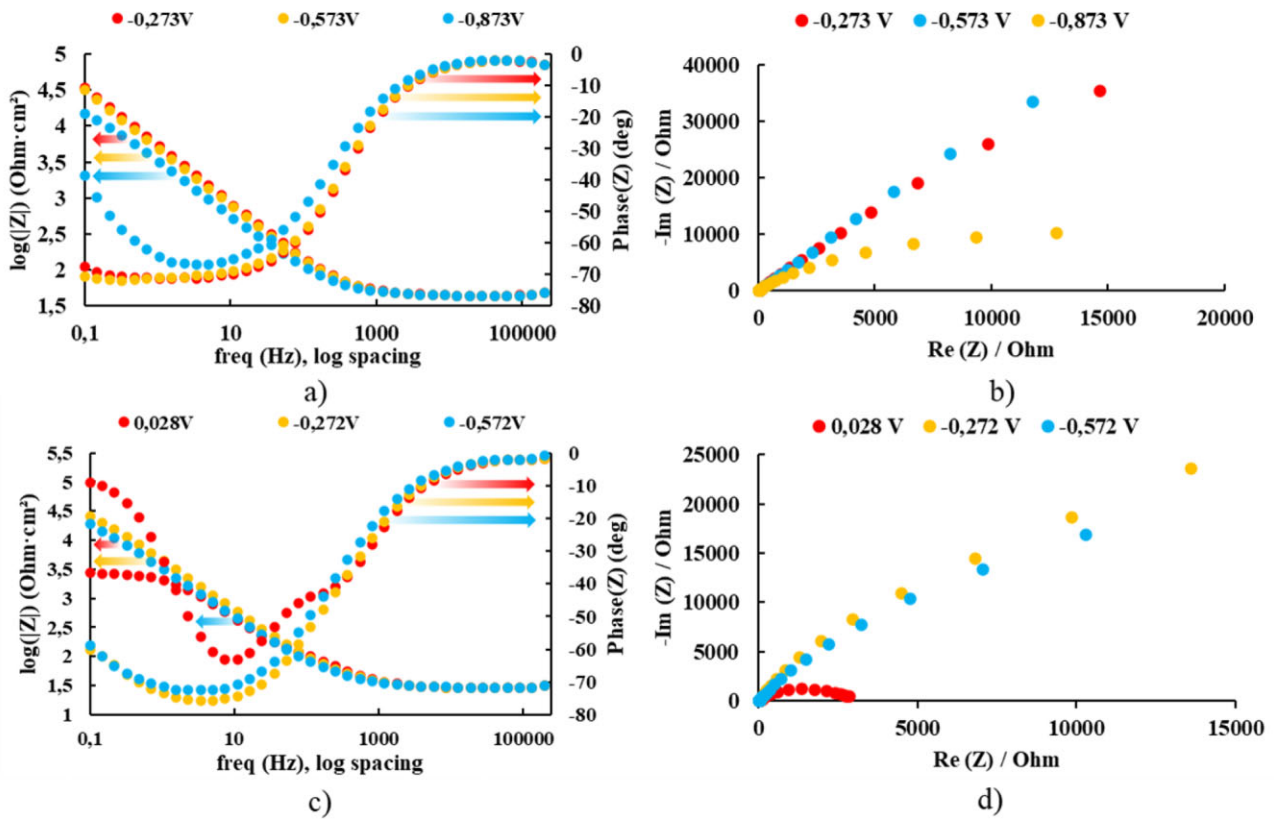 -0,273V -0,573V -0,873V
5
4,5
4
3,5
3
2,5
2
1,5
log(|Z|) (Ohm·cm²)
0
-10
-20
-30
-40
-50
-60
-70
-80
Phase(Z) (deg)
0,1 10 1000 100000
freq (Hz), log spacing
a)
-0,273 V -0,573 V -0,873 V
40000
30000
20000
10000
0
-Im (Z) / Ohm
0 5000 10000 15000 20000
Re (Z) / Ohm
b)
0,028V -0,272V -0,572V
5,5
5
4,5
4
3,5
3
2,5
2
1,5
1
log(|Z|) (Ohm·cm²)
0
-10
-20
-30
-40
-50
-60
-70
-80
Phase(Z) (deg)
0,1 10 1000 100000
freq (Hz), log spacing
c)
0,028 V -0,272 V -0,572 V
25000
20000
15000
10000
5000
0
-Im (Z) / Ohm
0 5000 10000 15000
Re (Z) / Ohm
d)